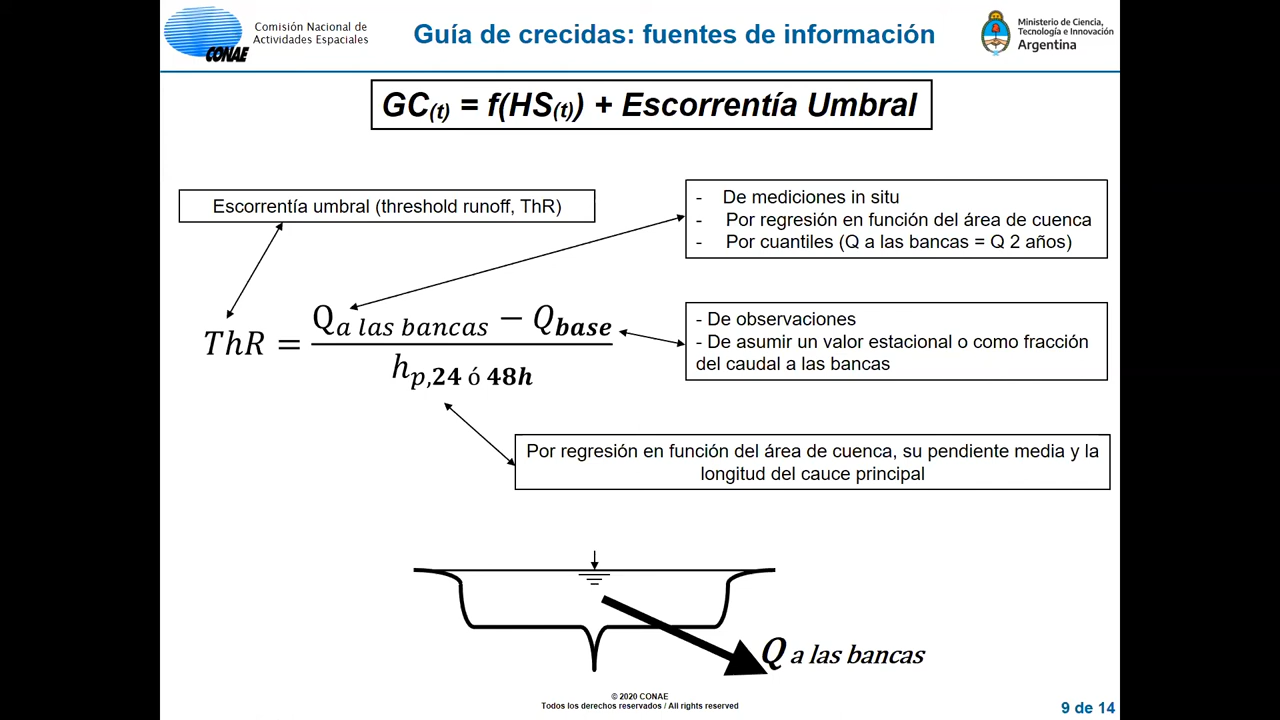 Comisión Nacional de
Actividades Espaciales
CONAE
Guía de crecidas: fuentes de información
Ministerio de Ciencia,
Tecnología e Innovación
Argentina
GC(t) = f(HS(t)) + Escorrentía Umbral
Escorrentía umbral (threshold runoff, ThR)
- De mediciones in situ
- Por regresión en función del área de cuenca
- Por cuantiles (Q a las bancas = Q 2 años)
ThR = (Q a las bancas − Q base) / h p,24 ó 48h
- De observaciones
- De asumir un valor estacional o como fracción
del caudal a las bancas
Por regresión en función del área de cuenca, su pendiente media y la
longitud del cauce principal
Q a las bancas
© 2020 CONAE
Todos los derechos reservados / All rights reserved
9 de 14